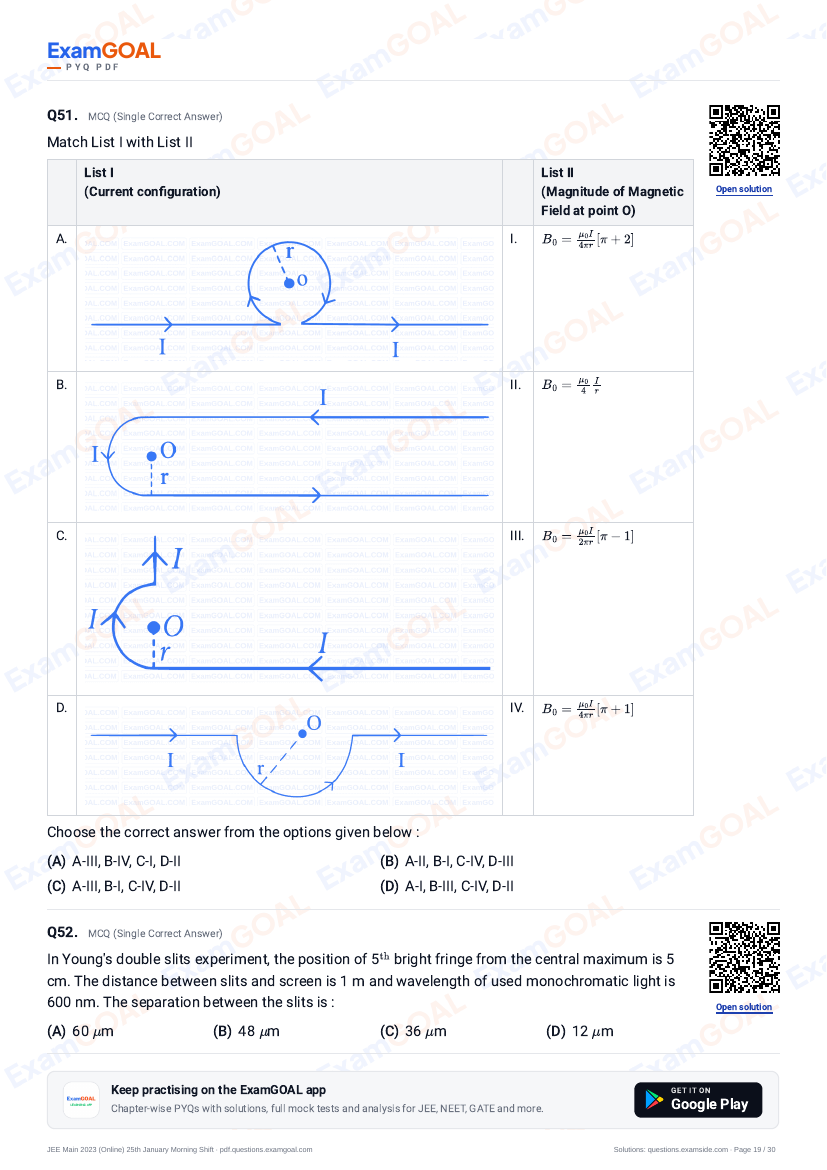 ExamGOAL
PYQ PDF
Q51. MCQ (Single Correct Answer)
Match List I with List II
Open solution
List I
(Current configuration)
List II
(Magnitude of Magnetic
Field at point O)
A.
r
o
I
I
I. B₀ = μ₀I/4πr [π + 2]
B.
I
I
O
r
II. B₀ = μ₀/4 I/r
C.
I
I
O
r
I
III. B₀ = μ₀I/2πr [π − 1]
D.
O
I
r
I
IV. B₀ = μ₀I/4πr [π + 1]
Choose the correct answer from the options given below :
(A) A-III, B-IV, C-I, D-II
(B) A-II, B-I, C-IV, D-III
(C) A-III, B-I, C-IV, D-II
(D) A-I, B-III, C-IV, D-II
Q52. MCQ (Single Correct Answer)
In Young's double slits experiment, the position of 5ᵗʰ bright fringe from the central maximum is 5
cm. The distance between slits and screen is 1 m and wavelength of used monochromatic light is
600 nm. The separation between the slits is :
Open solution
(A) 60 μm
(B) 48 μm
(C) 36 μm
(D) 12 μm
Keep practising on the ExamGOAL app
Chapter-wise PYQs with solutions, full mock tests and analysis for JEE, NEET, GATE and more.
GET IT ON
Google Play
JEE Main 2023 (Online) 25th January Morning Shift · pdf.questions.examgoal.com
Solutions: questions.examside.com · Page 19 / 30